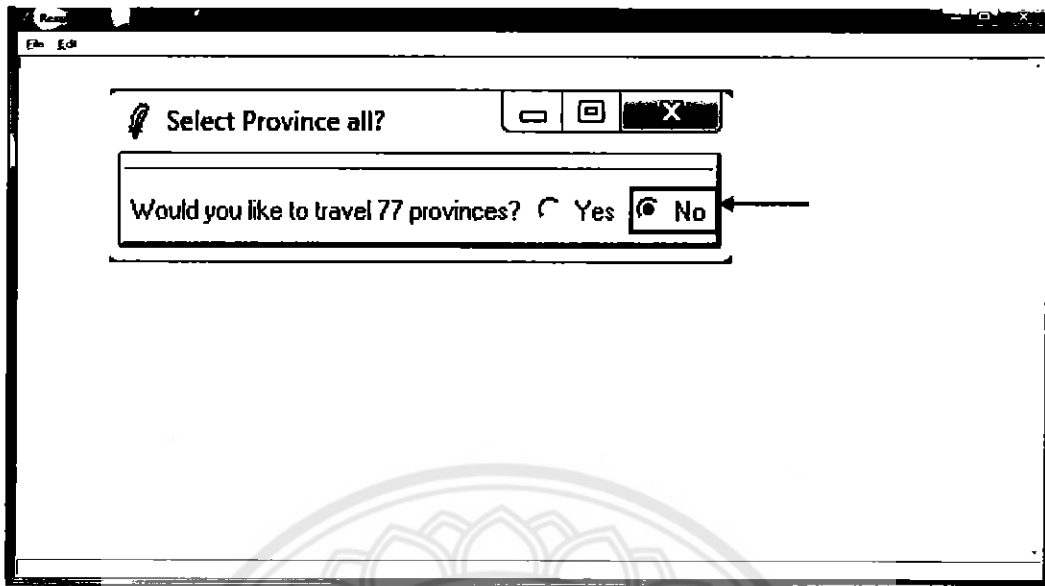 File Edit
Select Province all?
Would you like to travel 77 provinces? Yes No